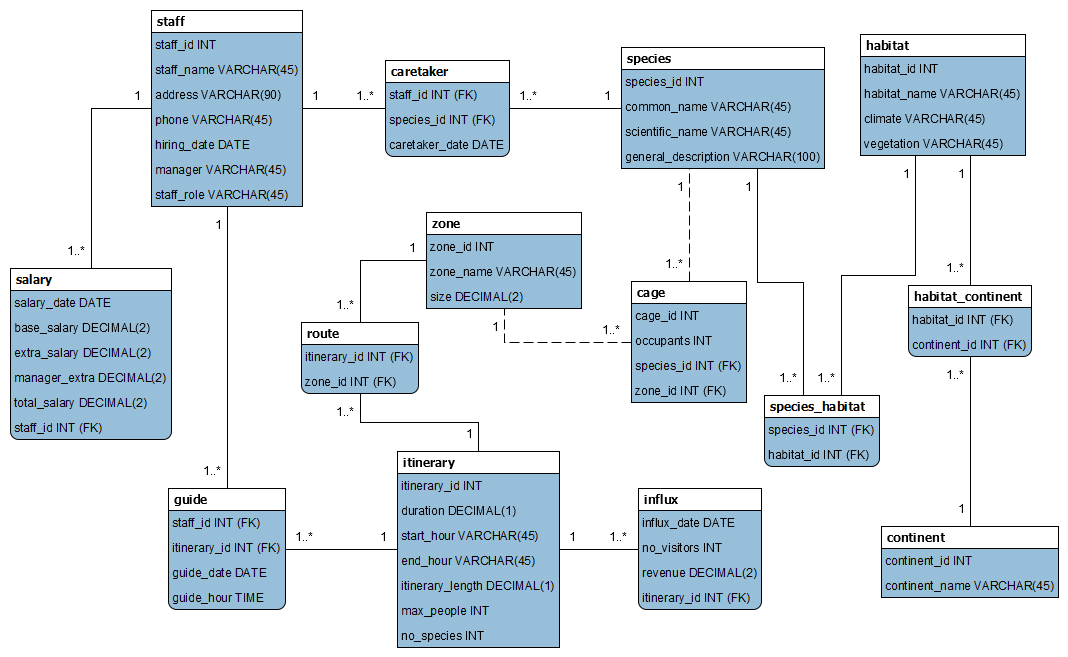 staff
staff_id INT
staff_name VARCHAR(45)
address VARCHAR(90)
phone VARCHAR(45)
hiring_date DATE
manager VARCHAR(45)
staff_role VARCHAR(45)
1
1..*
1
1..*
1
1..*
caretaker
staff_id INT (FK)
species_id INT (FK)
caretaker_date DATE
1..*
1
species
species_id INT
common_name VARCHAR(45)
scientific_name VARCHAR(45)
general_description VARCHAR(100)
1
1..*
1
1..*
habitat
habitat_id INT
habitat_name VARCHAR(45)
climate VARCHAR(45)
vegetation VARCHAR(45)
1
1..*
1
1..*
salary
salary_date DATE
base_salary DECIMAL(2)
extra_salary DECIMAL(2)
manager_extra DECIMAL(2)
total_salary DECIMAL(2)
staff_id INT (FK)
zone
zone_id INT
zone_name VARCHAR(45)
size DECIMAL(2)
1
1..*
1
1..*
route
itinerary_id INT (FK)
zone_id INT (FK)
1..*
1
cage
cage_id INT
occupants INT
species_id INT (FK)
zone_id INT (FK)
habitat_continent
habitat_id INT (FK)
continent_id INT (FK)
1..*
1
species_habitat
species_id INT (FK)
habitat_id INT (FK)
guide
staff_id INT (FK)
itinerary_id INT (FK)
guide_date DATE
guide_hour TIME
1..*
1
itinerary
itinerary_id INT
duration DECIMAL(1)
start_hour VARCHAR(45)
end_hour VARCHAR(45)
itinerary_length DECIMAL(1)
max_people INT
no_species INT
1
1..*
influx
influx_date DATE
no_visitors INT
revenue DECIMAL(2)
itinerary_id INT (FK)
continent
continent_id INT
continent_name VARCHAR(45)